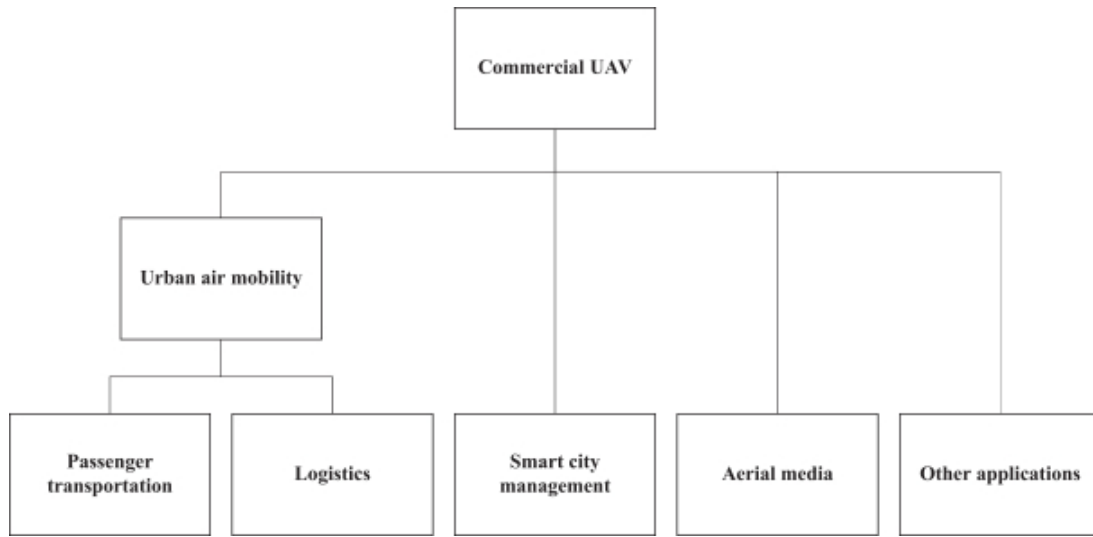 Commercial UAV
Urban air mobility
Passenger
transportation
Logistics
Smart city
management
Aerial media
Other applications